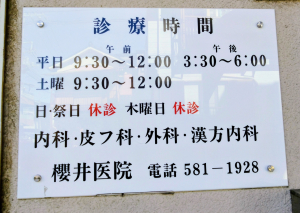 診療時間
午前 午後
平日 9:30〜12:00 3:30〜6:00
土曜 9:30〜12:00
日・祭日 休診 木曜日 休診
内科・皮フ科・外科・漢方内科
櫻井医院 電話 581-1928